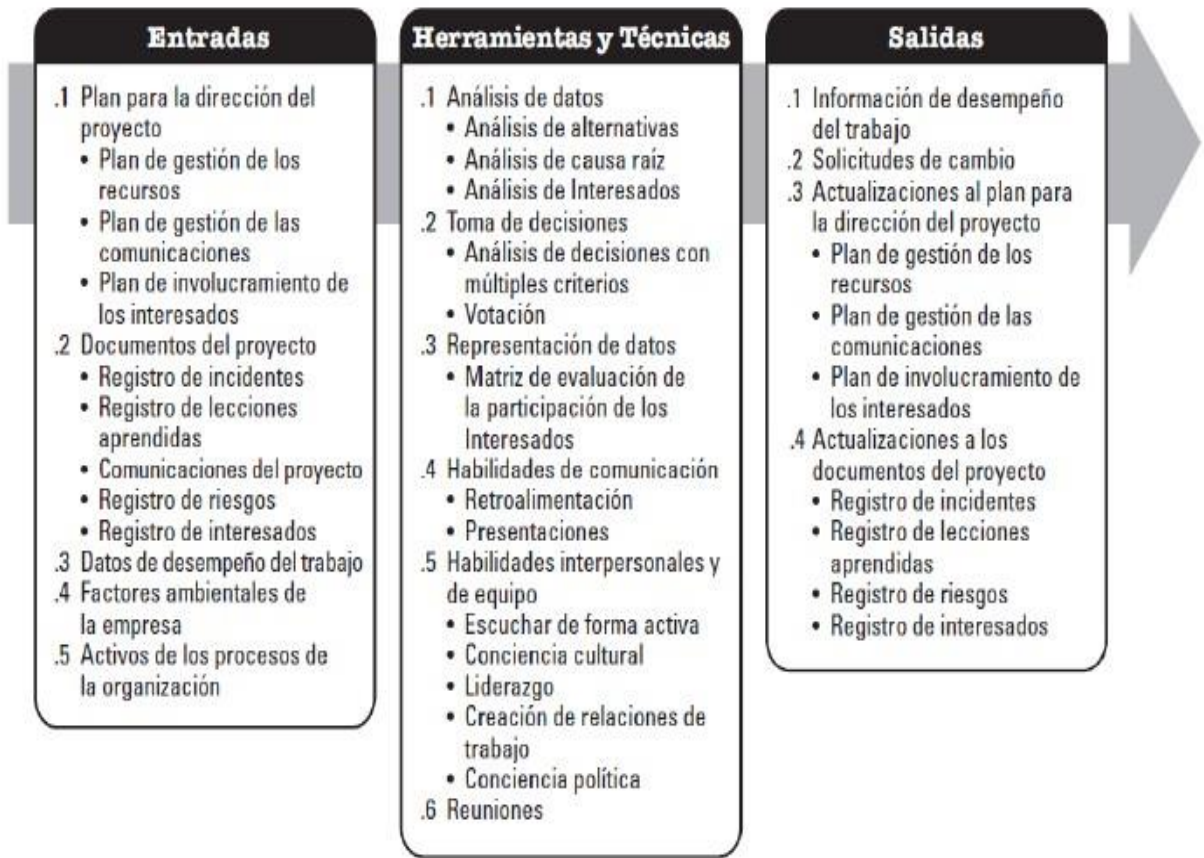 Entradas
.1 Plan para la dirección del
proyecto
• Plan de gestión de los
recursos
• Plan de gestión de las
comunicaciones
• Plan de involucramiento de
los interesados
.2 Documentos del proyecto
• Registro de incidentes
• Registro de lecciones
aprendidas
• Comunicaciones del proyecto
• Registro de riesgos
• Registro de interesados
.3 Datos de desempeño del trabajo
.4 Factores ambientales de
la empresa
.5 Activos de los procesos de
la organización
Herramientas y Técnicas
.1 Análisis de datos
• Análisis de alternativas
• Análisis de causa raíz
• Análisis de Interesados
.2 Toma de decisiones
• Análisis de decisiones con
múltiples criterios
• Votación
.3 Representación de datos
• Matriz de evaluación de
la participación de los
Interesados
.4 Habilidades de comunicación
• Retroalimentación
• Presentaciones
.5 Habilidades interpersonales y
de equipo
• Escuchar de forma activa
• Conciencia cultural
• Liderazgo
• Creación de relaciones de
trabajo
• Conciencia política
.6 Reuniones
Salidas
.1 Información de desempeño
del trabajo
.2 Solicitudes de cambio
.3 Actualizaciones al plan para
la dirección del proyecto
• Plan de gestión de los
recursos
• Plan de gestión de las
comunicaciones
• Plan de involucramiento de
los interesados
.4 Actualizaciones a los
documentos del proyecto
• Registro de incidentes
• Registro de lecciones
aprendidas
• Registro de riesgos
• Registro de interesados